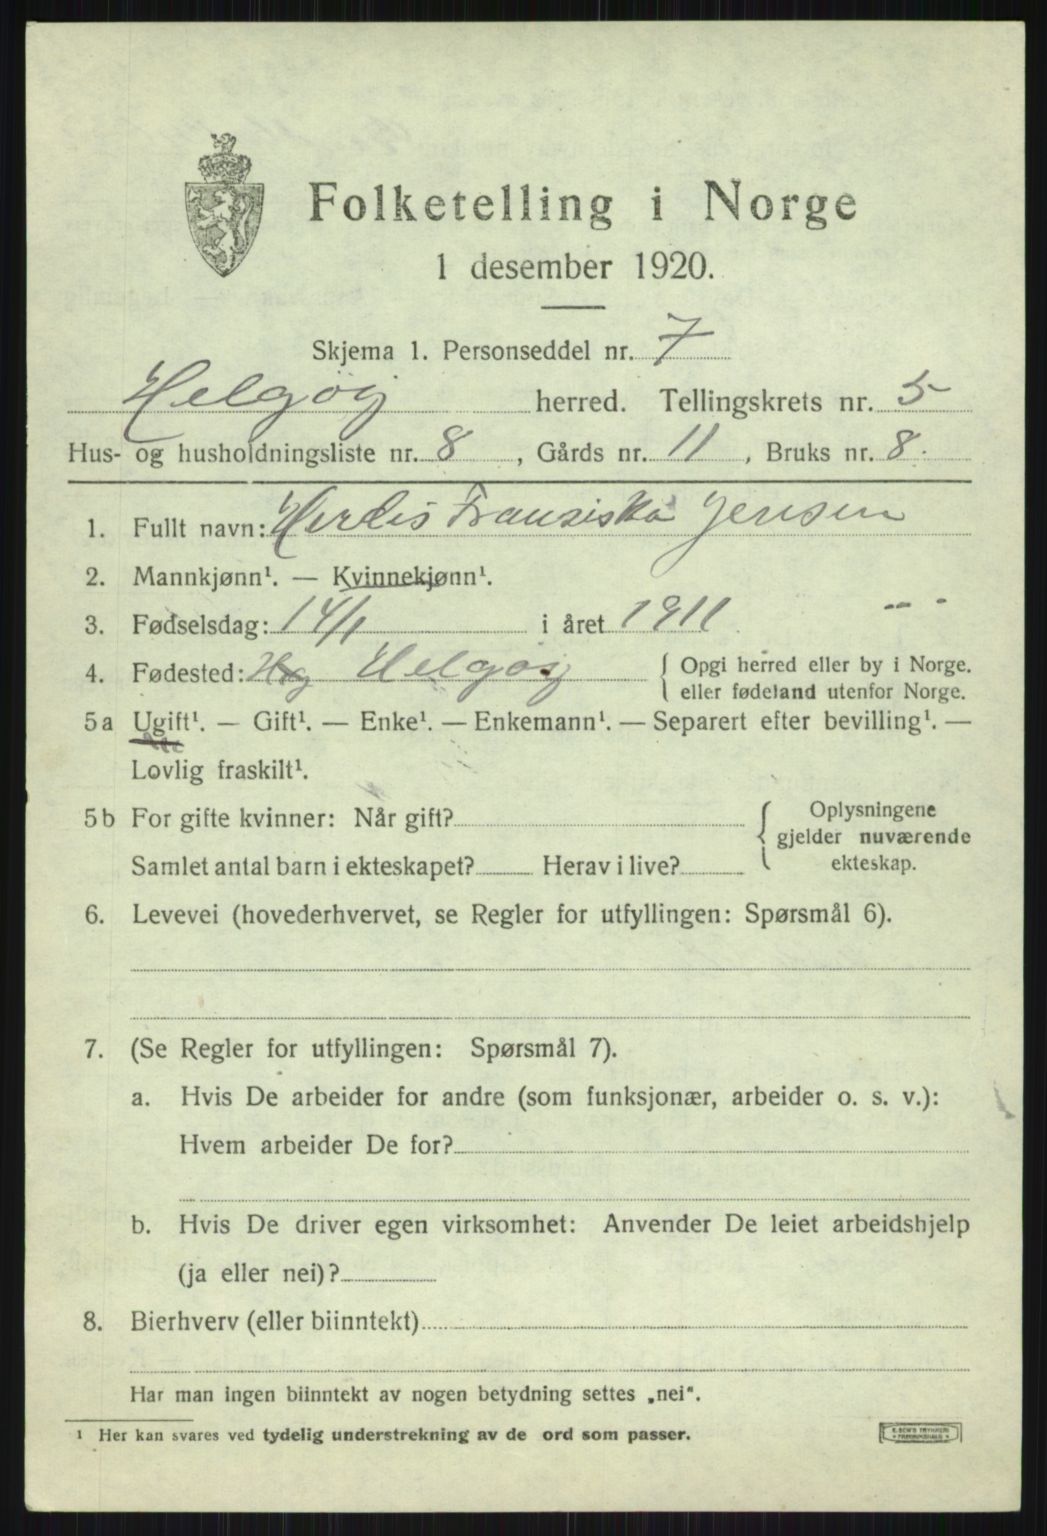 Folketelling i Norge
1 desember 1920.
Skjema 1. Personseddel nr. 7
Helgøy herred. Tellingskrets nr. 5
Hus- og husholdningsliste nr. 8, Gårds nr. 11, Bruks nr. 8.
1. Fullt navn: Herdis Fransiska Jensen
2. Mannkjønn¹. — Kvinnekjønn¹.
3. Fødselsdag: 14/1 i året 1911
4. Fødested: Helgøy { Opgi herred eller by i Norge.
eller fødeland utenfor Norge.
5a Ugift¹. — Gift¹. — Enke¹. — Enkemann¹. — Separert efter bevilling¹. —
Lovlig fraskilt¹.
5b For gifte kvinner: Når gift? { Oplysningene
gjelder nuværende
Samlet antal barn i ekteskapet? Herav i live? ekteskap.
6. Levevei (hovederhvervet, se Regler for utfyllingen: Spørsmål 6).
7. (Se Regler for utfyllingen: Spørsmål 7).
a. Hvis De arbeider for andre (som funksjonær, arbeider o. s. v.):
Hvem arbeider De for?
b. Hvis De driver egen virksomhet: Anvender De leiet arbeidshjelp
(ja eller nei)?
8. Bierhverv (eller biinntekt)
Har man ingen biinntekt av nogen betydning settes „nei".
¹ Her kan svares ved tydelig understrekning av de ord som passer.